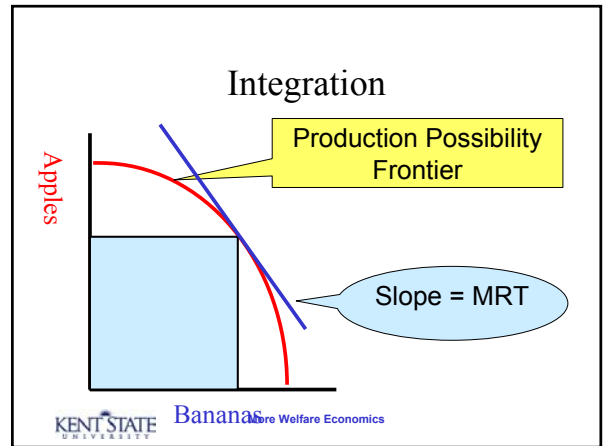 Integration
Production Possibility
Frontier
Apples
Slope = MRT
KENT STATE
UNIVERSITY
Bananas
More Welfare Economics